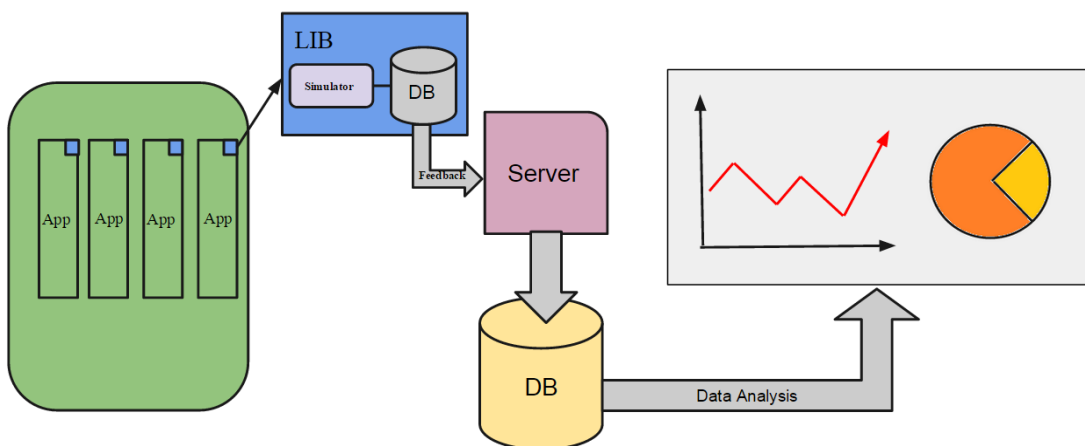 LIB
Simulator
DB
Feedback
Server
App
App
App
App
DB
Data Analysis